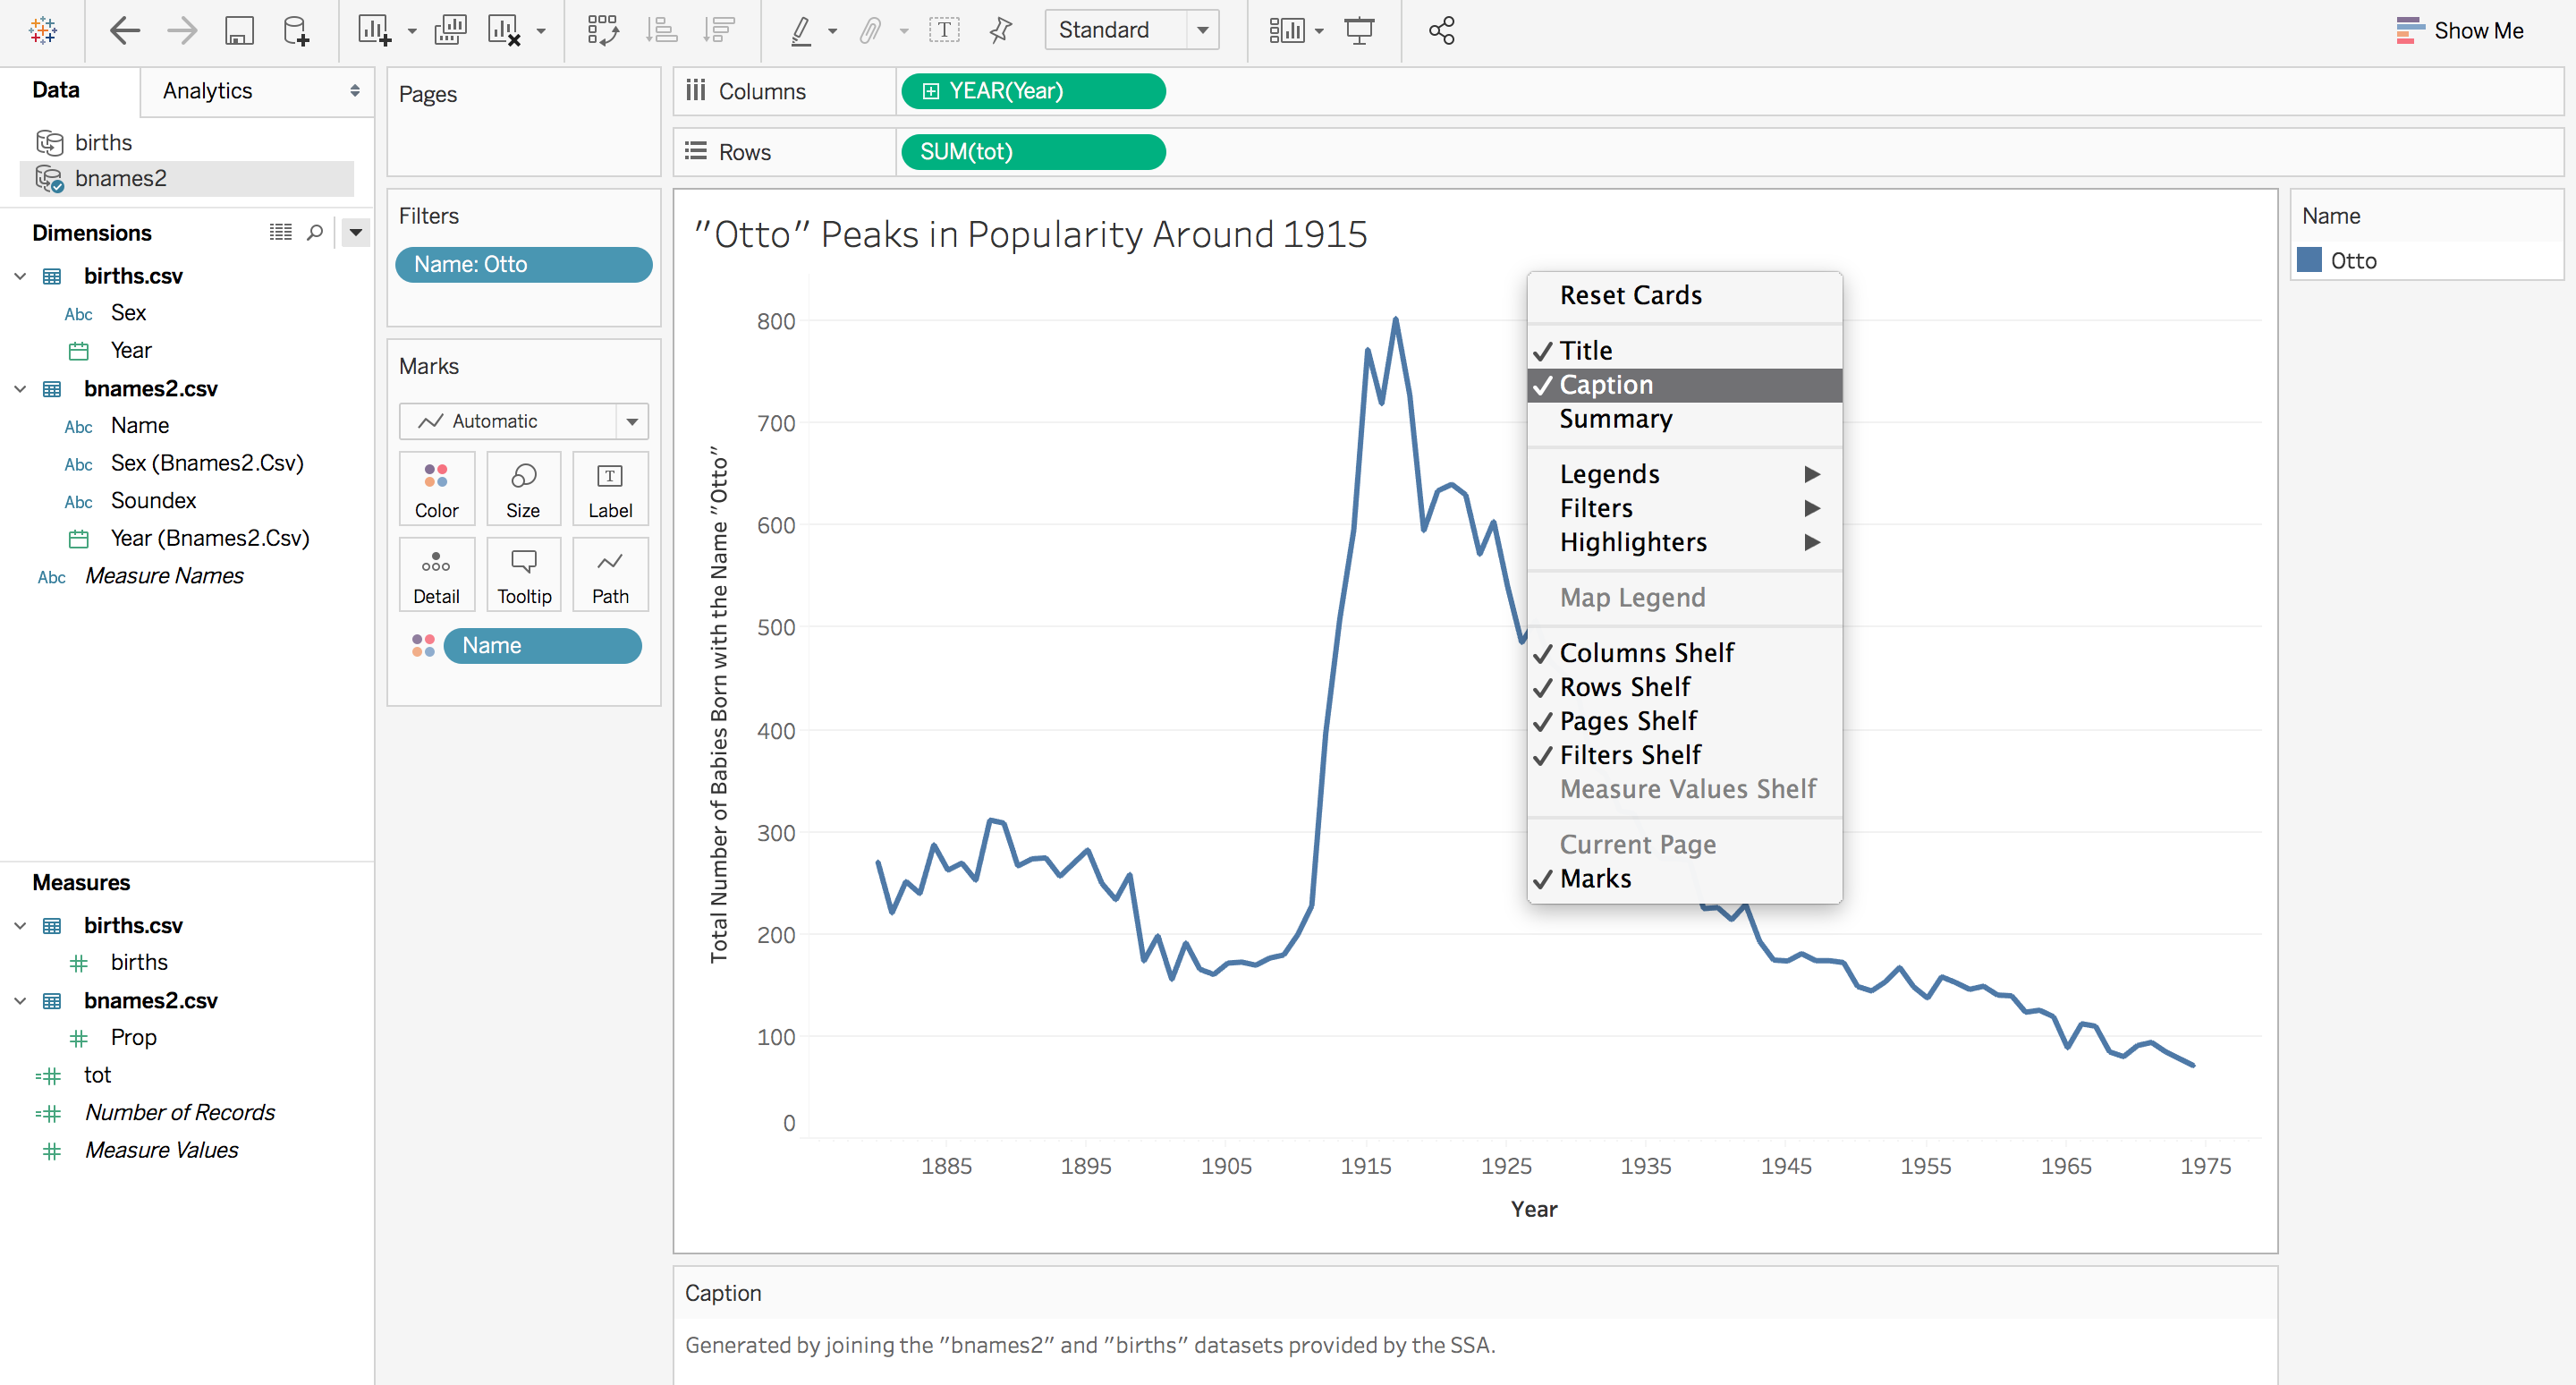 Standard
Show Me
Data
Analytics
births
bnames2
Dimensions
births.csv
Abc Sex
Year
bnames2.csv
Abc Name
Abc Sex (Bnames2.Csv)
Abc Soundex
Year (Bnames2.Csv)
Abc Measure Names
Measures
births.csv
births
bnames2.csv
Prop
tot
Number of Records
Measure Values
Pages
Filters
Name: Otto
Marks
Automatic
Color
Size
T
Label
Detail
Tooltip
Path
Name
Columns
YEAR(Year)
Rows
SUM(tot)
"Otto" Peaks in Popularity Around 1915
Total Number of Babies Born with the Name "Otto"
800
700
600
500
400
300
200
100
0
1885 1895 1905 1915 1925 1935 1945 1955 1965 1975
Year
Reset Cards
Title
Caption
Summary
Legends
Filters
Highlighters
Map Legend
Columns Shelf
Rows Shelf
Pages Shelf
Filters Shelf
Measure Values Shelf
Current Page
Marks
Name
Otto
Caption
Generated by joining the "bnames2" and "births" datasets provided by the SSA.